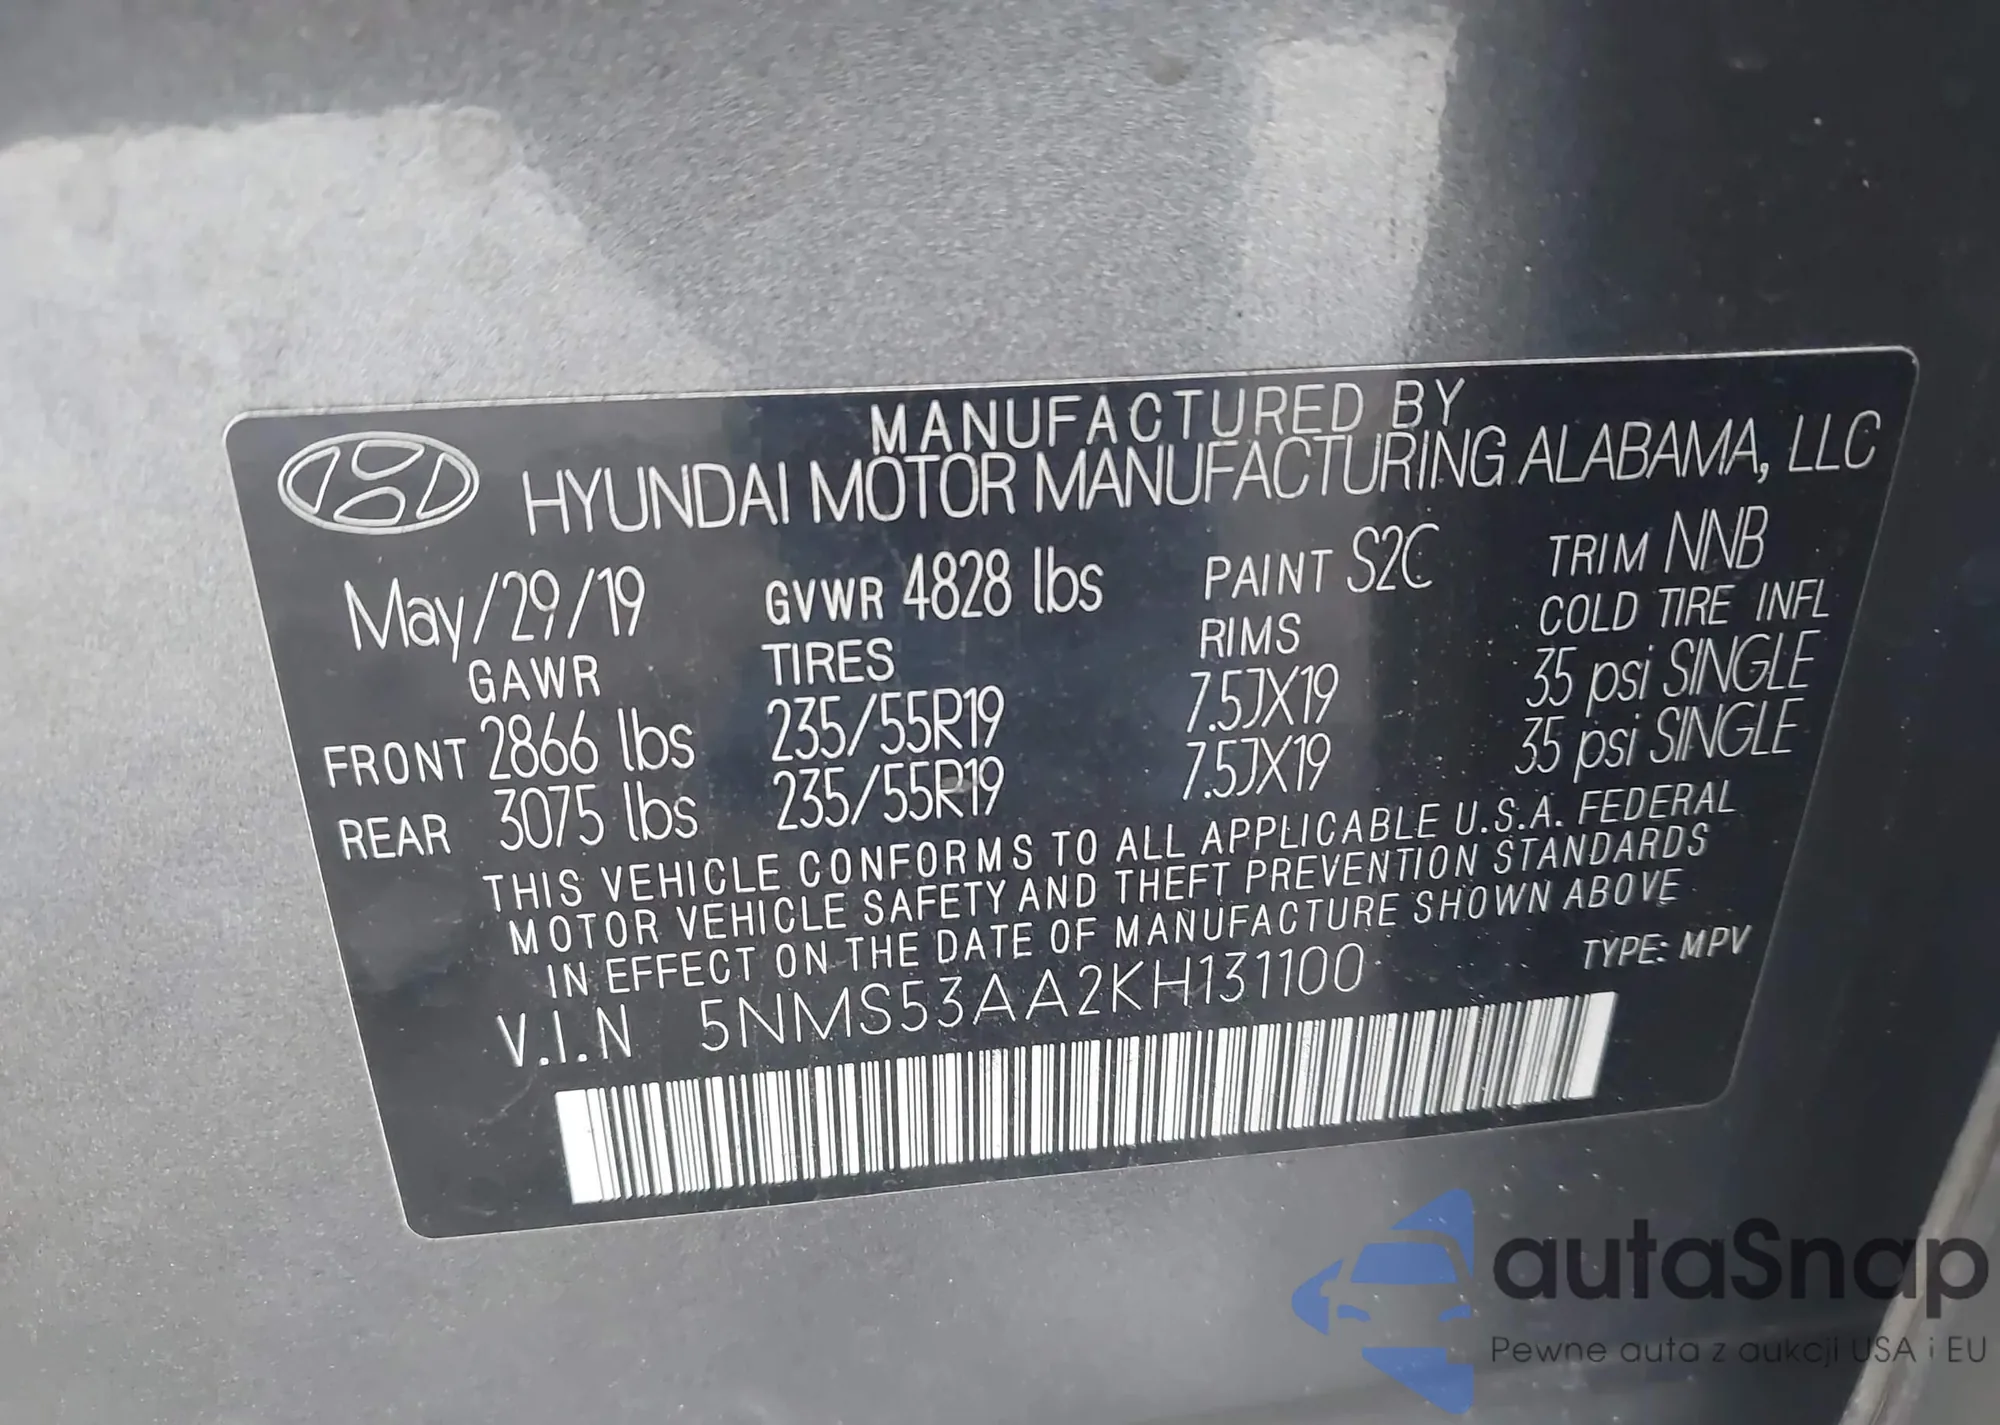 MANUFACTURED BY
HYUNDAI MOTOR MANUFACTURING ALABAMA, LLC
May/29/19 GVWR 4828 lbs PAINT S2C TRIM NNB
GAWR TIRES RIMS COLD TIRE INFL
FRONT 2866 lbs 235/55R19 7.5JX19 35 psi SINGLE
REAR 3075 lbs 235/55R19 7.5JX19 35 psi SINGLE
THIS VEHICLE CONFORMS TO ALL APPLICABLE U.S.A. FEDERAL
MOTOR VEHICLE SAFETY AND THEFT PREVENTION STANDARDS
IN EFFECT ON THE DATE OF MANUFACTURE SHOWN ABOVE
V.I.N 5NMS53AA2KH131100 TYPE: MPV
autaSnap
Pewne auta z aukcji USA i EU